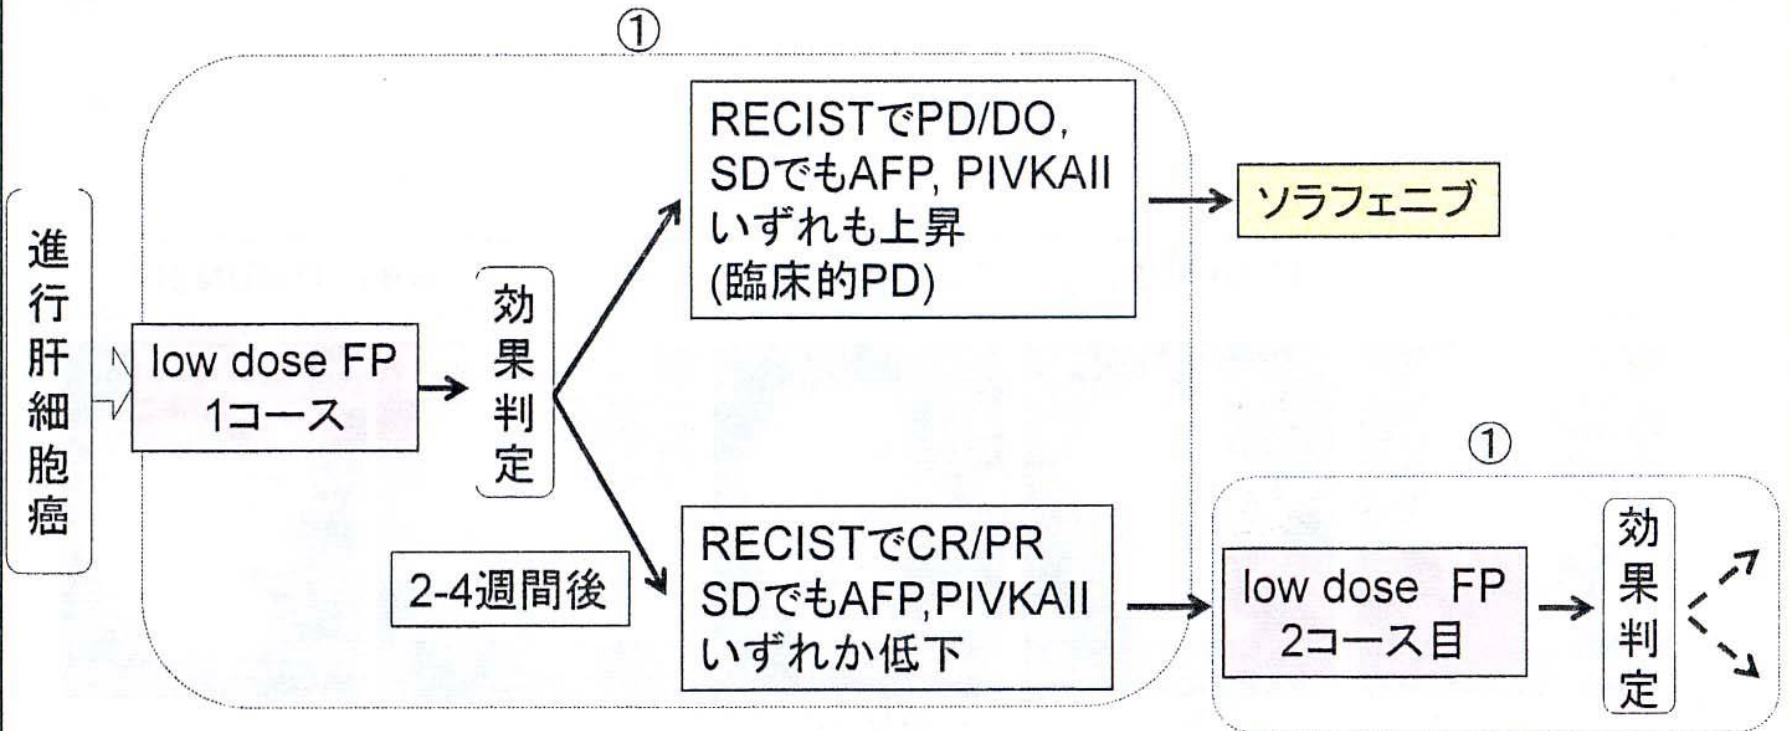 ①
RECISTでPD/DO,
SDでもAFP, PIVKAII
いずれも上昇
(臨床的PD)
ソラフェニブ
進行肝細胞癌
low dose FP
1コース
効果判定
2-4週間後
RECISTでCR/PR
SDでもAFP,PIVKAII
いずれか低下
①
low dose FP
2コース目
効果判定